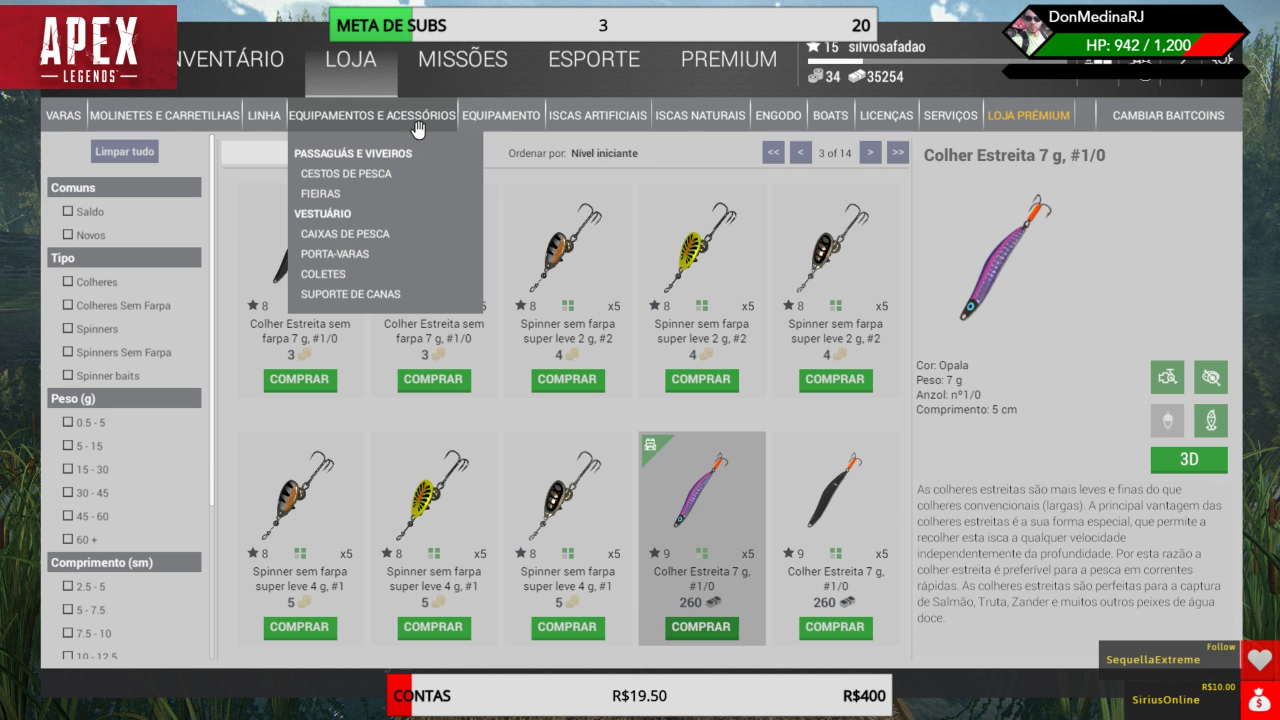 META DE SUBS 3 20
DonMedinaRJ
HP: 942 / 1,200
APEX
LEGENDS
NVENTÁRIO LOJA MISSÕES ESPORTE PREMIUM
15 silviosafadao
34 35254
VARAS MOLINETES E CARRETILHAS LINHA EQUIPAMENTOS E ACESSÓRIOS EQUIPAMENTO ISCAS ARTIFICIAIS ISCAS NATURAIS ENGODO BOATS LICENÇAS SERVIÇOS LOJA PRÉMIUM CAMBIAR BAITCOINS
Limpar tudo
Comuns
Saldo
Novos
Tipo
Colheres
Colheres Sem Farpa
Spinners
Spinners Sem Farpa
Spinner baits
Peso (g)
0.5 - 5
5 - 15
15 - 30
30 - 45
45 - 60
60 +
Comprimento (sm)
2.5 - 5
5 - 7.5
7.5 - 10
10 - 12.5
PASSAGUÁS E VIVEIROS
CESTOS DE PESCA
FIEIRAS
VESTUÁRIO
CAIXAS DE PESCA
PORTA-VARAS
COLETES
SUPORTE DE CANAS
Ordenar por: Nível iniciante
<< < 3 of 14 > >>
8 5 8 x5 8 x5 8 x5
Colher Estreita sem farpa 7 g, #1/0
3
COMPRAR
Colher Estreita sem farpa 7 g, #1/0
3
COMPRAR
Spinner sem farpa super leve 2 g, #2
4
COMPRAR
Spinner sem farpa super leve 2 g, #2
4
COMPRAR
Spinner sem farpa super leve 2 g, #2
4
COMPRAR
8 x5
Spinner sem farpa super leve 4 g, #1
5
COMPRAR
8 x5
Spinner sem farpa super leve 4 g, #1
5
COMPRAR
8 x5
Spinner sem farpa super leve 4 g, #1
5
COMPRAR
9 x5
Colher Estreita 7 g, #1/0
260
COMPRAR
9 x5
Colher Estreita 7 g, #1/0
260
COMPRAR
Colher Estreita 7 g, #1/0
Cor: Opala
Peso: 7 g
Anzol: nº1/0
Comprimento: 5 cm
3D
As colheres estreitas são mais leves e finas do que
colheres convencionais (largas). A principal vantagem das
colheres estreitas é a sua forma especial, que permite a
recolher esta isca a qualquer velocidade
independentemente da profundidade. Por esta razão a
colher estreita é preferível para a pesca em correntes
rápidas. As colheres estreitas são perfeitas para a captura
de Salmão, Truta, Zander e muitos outros peixes de água
doce.
Follow
SequellaExtreme
R$10.00
SiriusOnline
CONTAS R$19.50 R$400